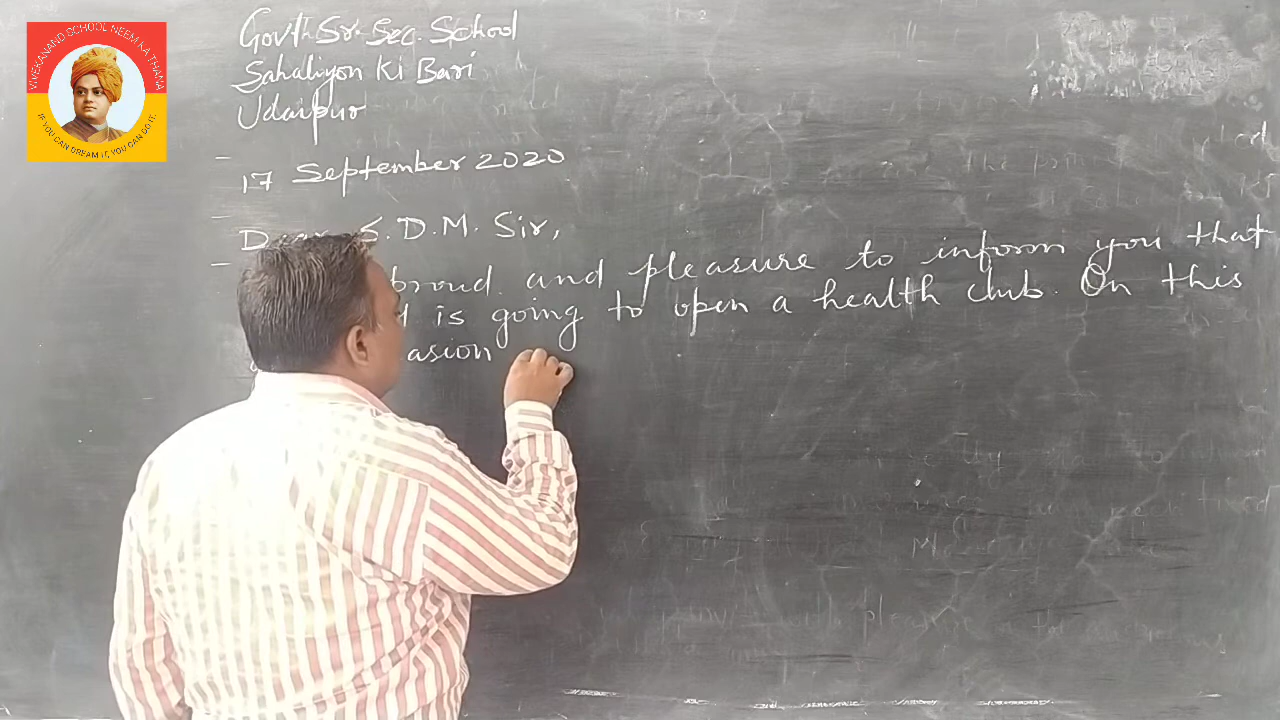 VIVEKANAND SCHOOL NEEM KA THANA
IF YOU CAN DREAM IT, YOU CAN DO IT.
Govt. Sr. Sec. School
Sahaliyon Ki Bari
Udaipur
17 September 2020
S.D.M. Sir,
proud and pleasure to inform you that
is going to open a health club. On this
asion